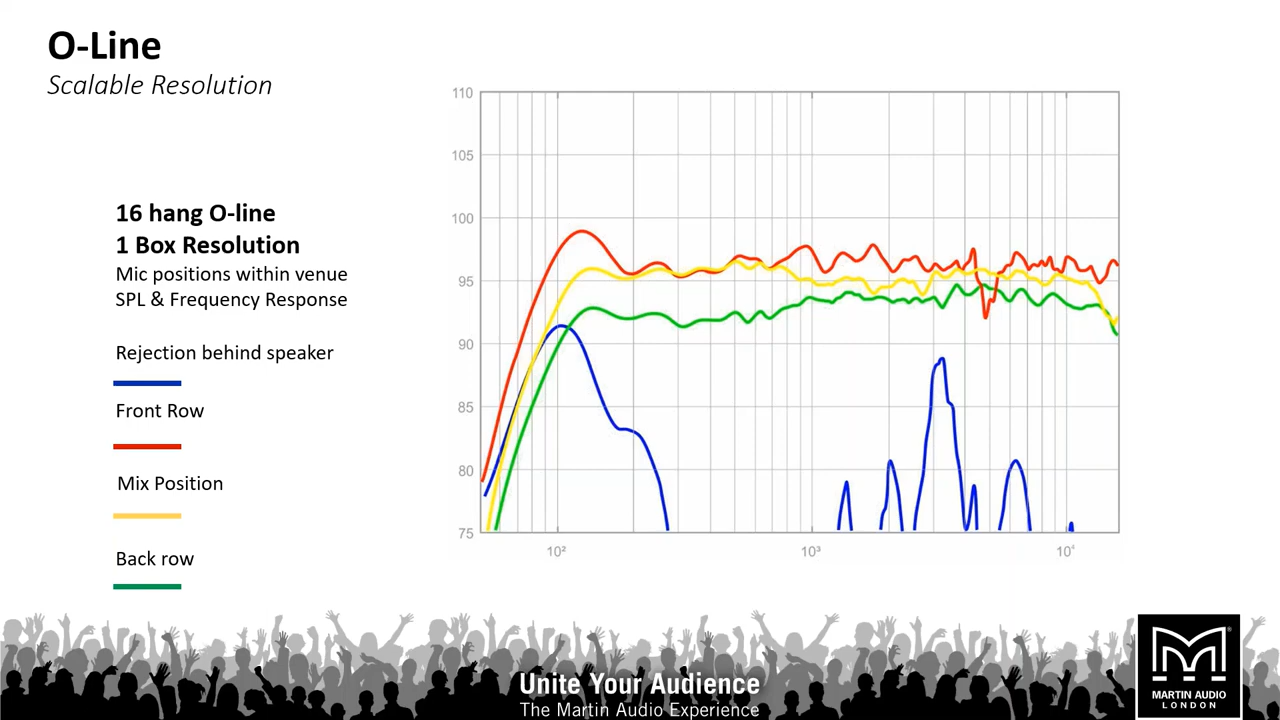 O-Line
Scalable Resolution
16 hang O-line
1 Box Resolution
Mic positions within venue
SPL & Frequency Response
Rejection behind speaker
Front Row
Mix Position
Back row
110
105
100
95
90
85
80
75
10²
10³
10⁴
Unite Your Audience
The Martin Audio Experience
®
MARTIN AUDIO
LONDON